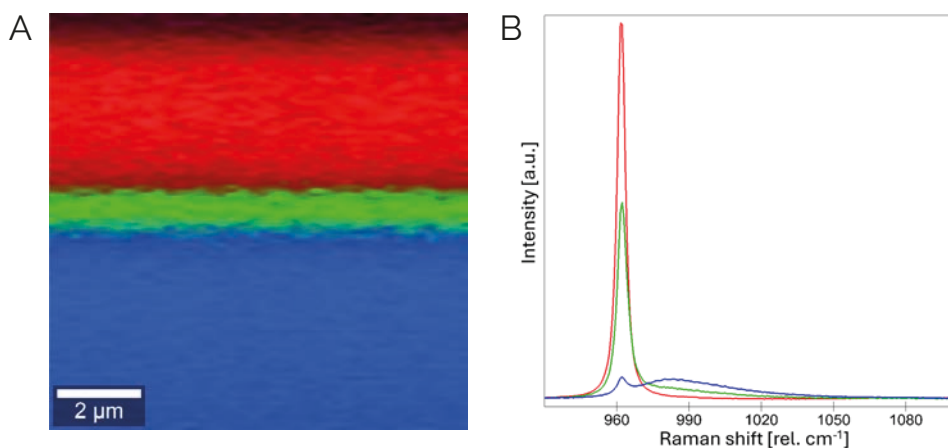 A
2 µm
B
Intensity [a.u.]
960 990 1020 1050 1080
Raman shift [rel. cm⁻¹]